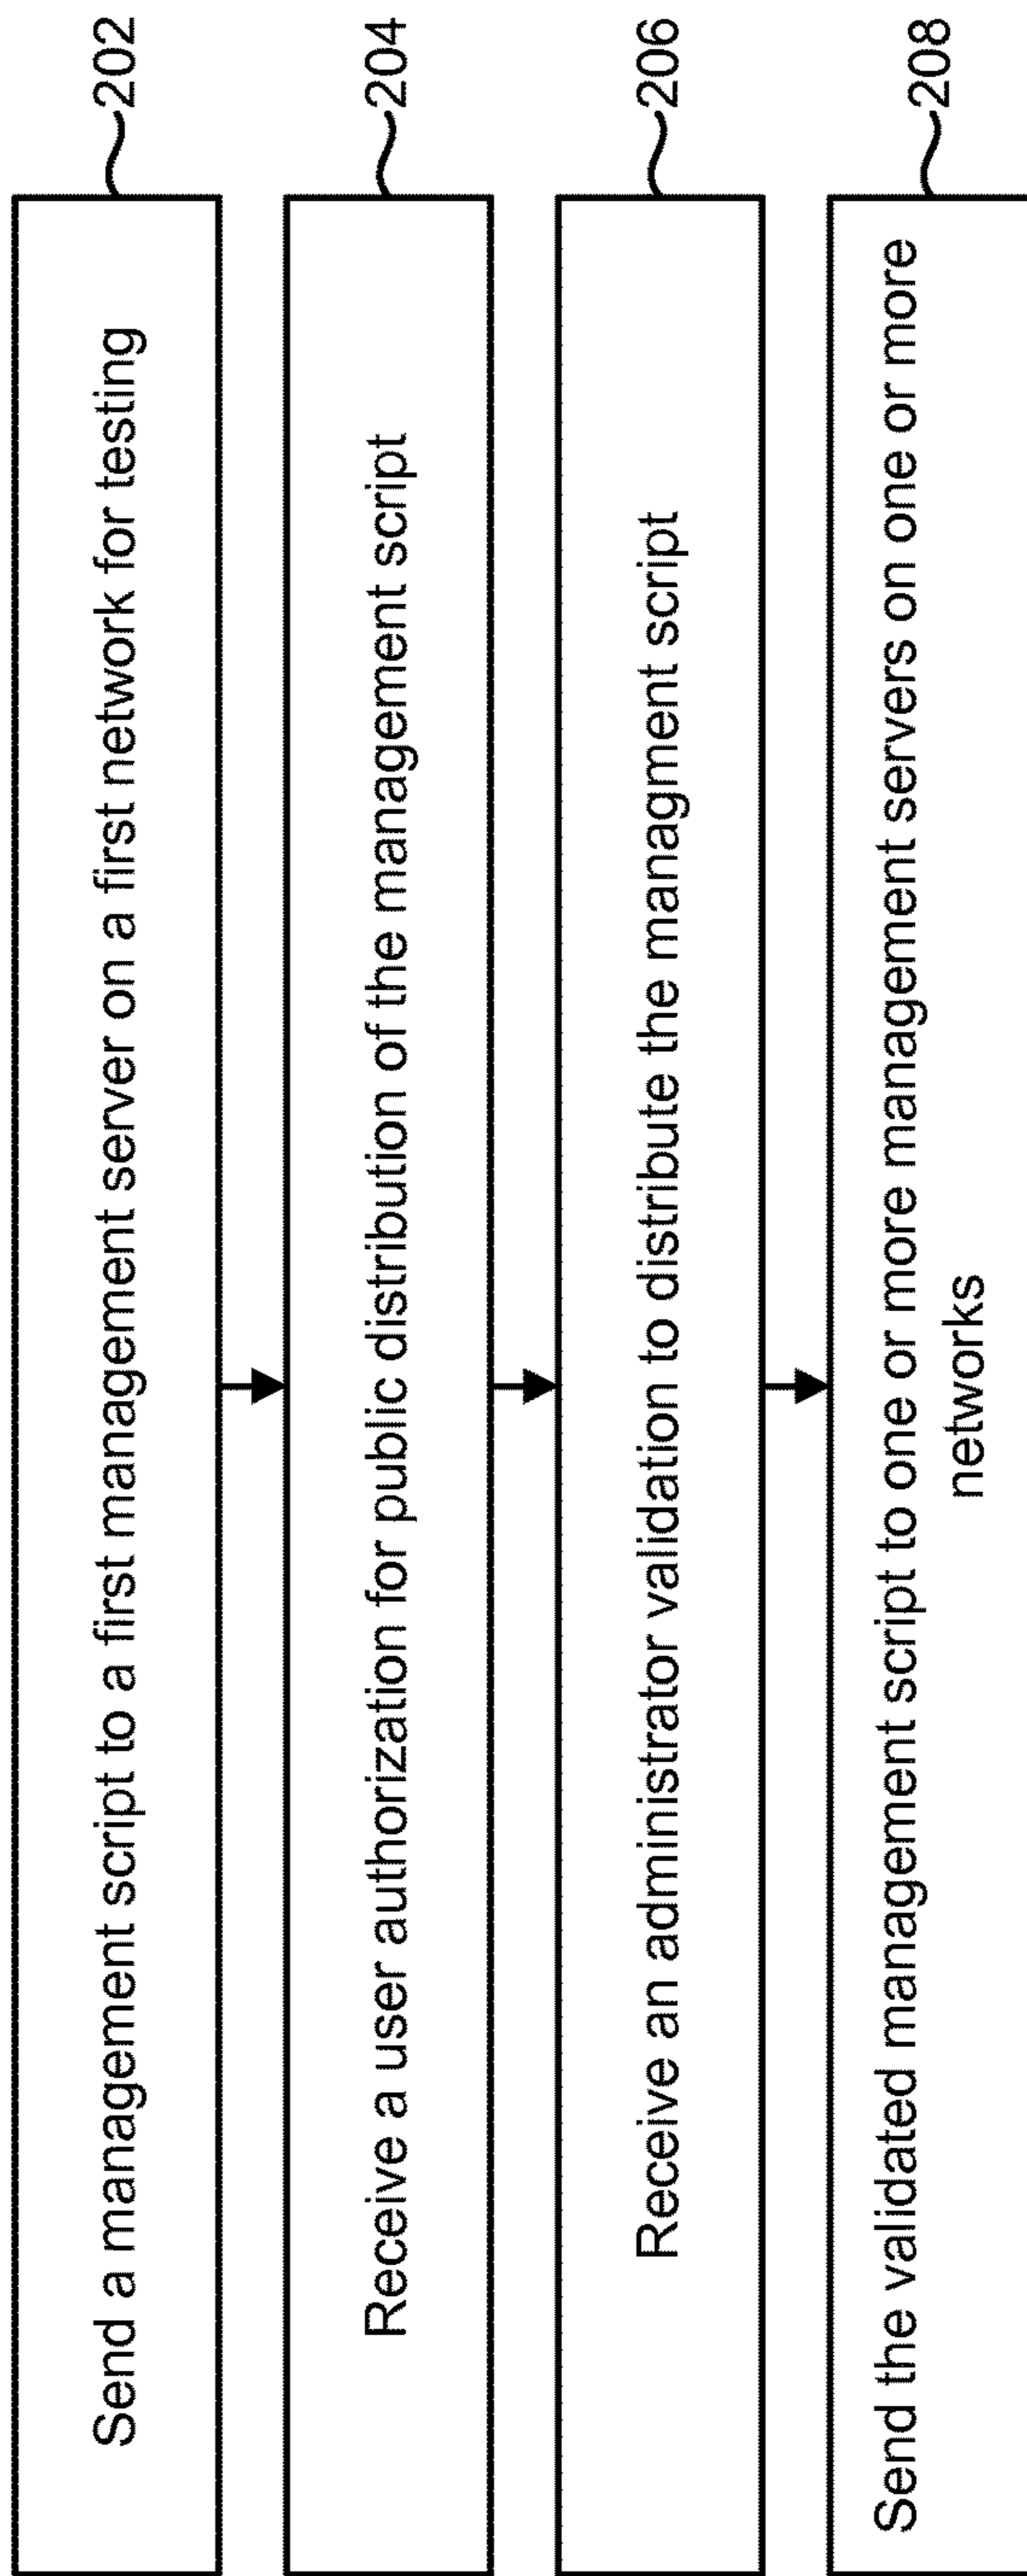 Send a management script to a first management server on a first network for testing
202
Receive a user authorization for public distribution of the management script
204
Receive an administrator validation to distribute the managment script
206
Send the validated management script to one or more management servers on one or more
networks
208